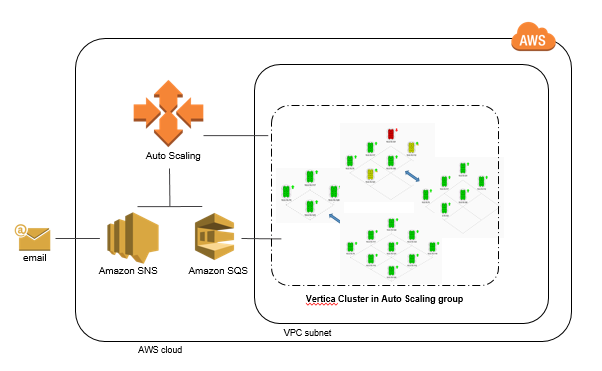 AWS
Auto Scaling
@
email
Amazon SNS
Amazon SQS
Vertica Cluster in Auto Scaling group
VPC subnet
AWS cloud